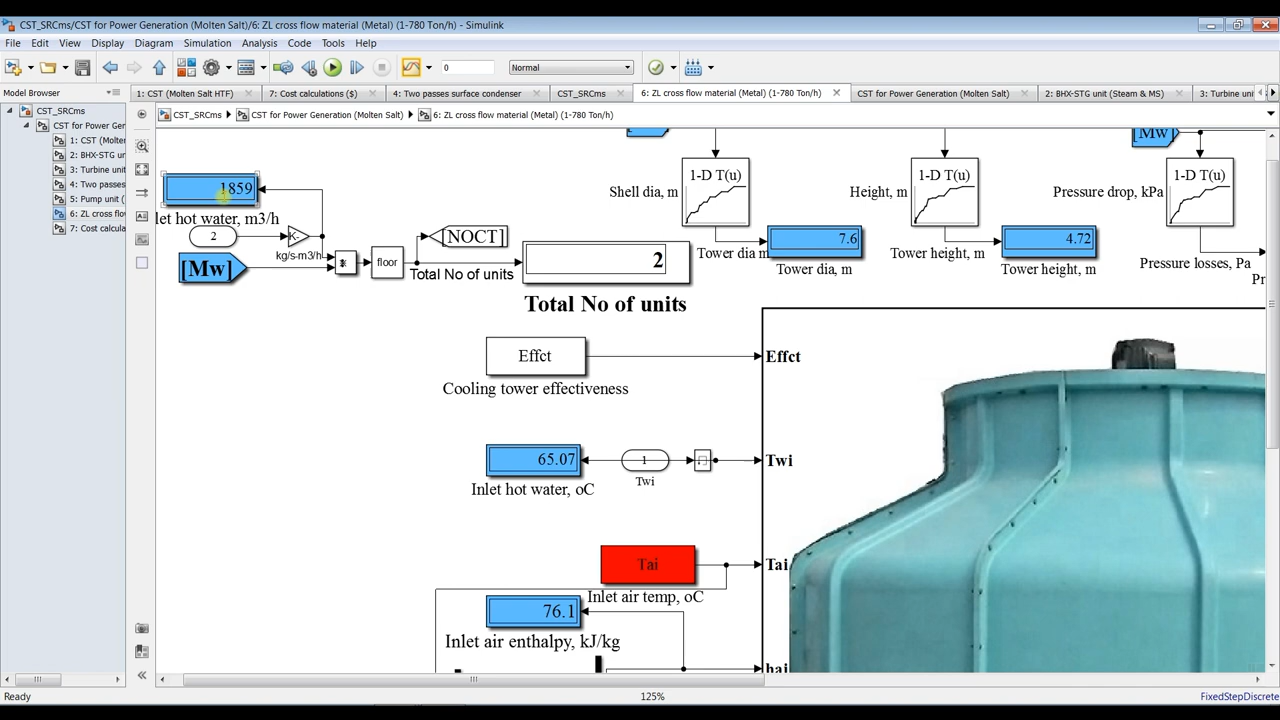 CST_SRCms/CST for Power Generation (Molten Salt)/6: ZL cross flow material (Metal) (1-780 Ton/h) - Simulink
File Edit View Display Diagram Simulation Analysis Code Tools Help
0 Normal
Model Browser
1: CST (Molten Salt HTF) 7: Cost calculations ($) 4: Two passes surface condenser CST_SRCms 6: ZL cross flow material (Metal) (1-780 Ton/h) CST for Power Generation (Molten Salt) 2: BHX-STG unit (Steam & MS) 3: Turbine unit
CST_SRCms CST for Power Generation (Molten Salt) 6: ZL cross flow material (Metal) (1-780 Ton/h)
CST_SRCms
CST for Power Gener
1: CST (Molten
2: BHX-STG un
3: Turbine unit
4: Two passes
5: Pump unit (
6: ZL cross flo
7: Cost calcula
[Mw]
1859
let hot water, m3/h
2
K-
kg/s-m3/h
[Mw]
floor
[NOCT]
Total No of units
2
Total No of units
Shell dia, m
1-D T(u)
Tower dia m
7.6
Tower dia, m
Height, m
1-D T(u)
Tower height, m
4.72
Tower height, m
Pressure drop, kPa
1-D T(u)
Pressure losses, Pa
Pr
Effct
Effct
Cooling tower effectiveness
65.07
1
Twi
Inlet hot water, oC
Twi
Tai
Tai
Inlet air temp, oC
76.1
Inlet air enthalpy, kJ/kg
hai
Ready
125%
FixedStepDiscrete